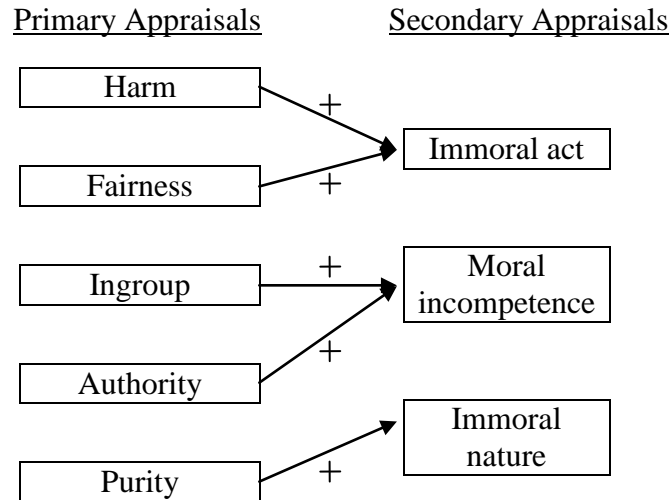 Primary Appraisals
Secondary Appraisals
Harm
+
Immoral act
Fairness
+
Ingroup
+
Moral
incompetence
Authority
+
Immoral
nature
Purity
+